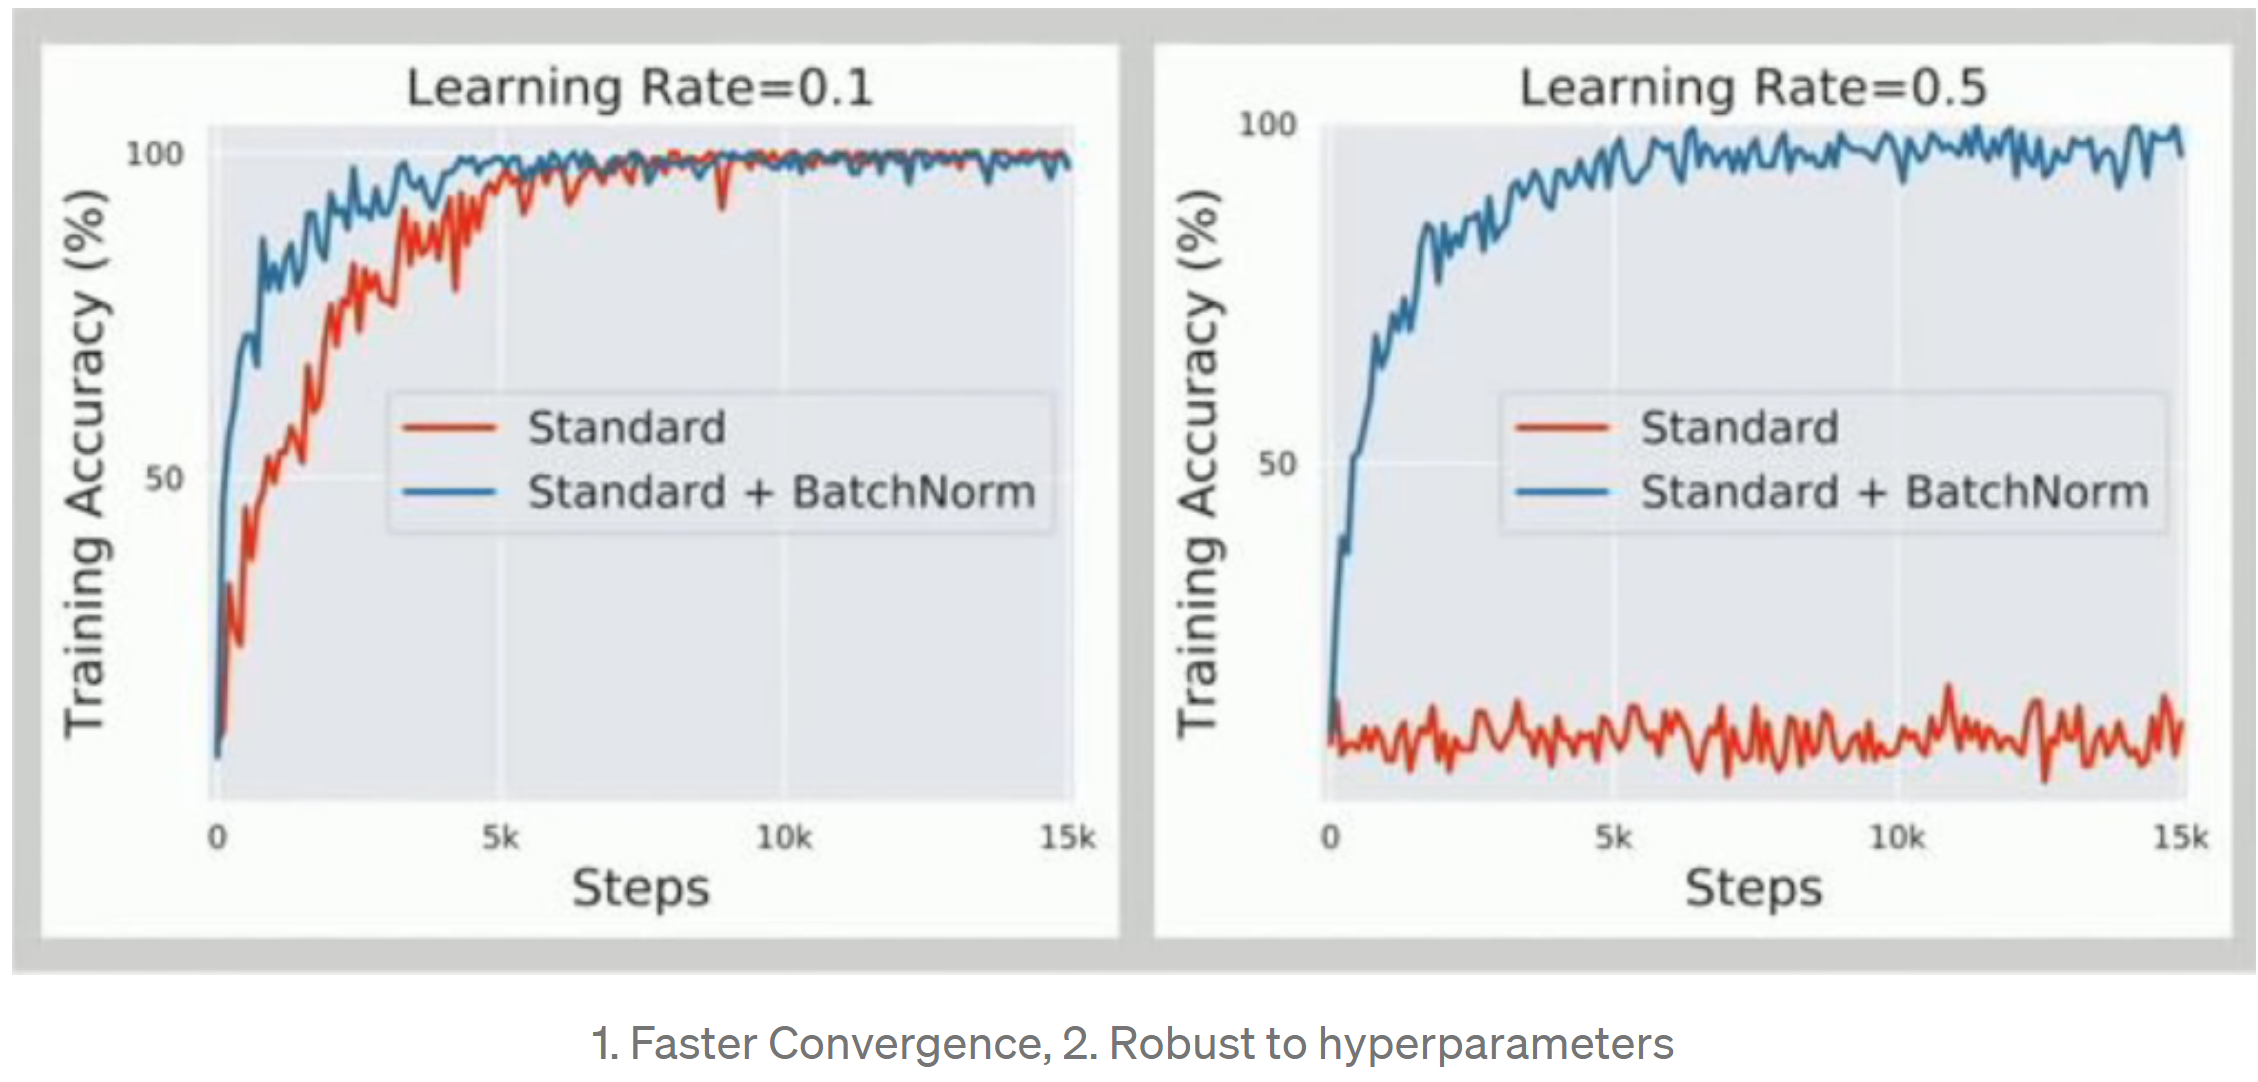 Learning Rate=0.1
100
50
Training Accuracy (%)
Standard
Standard + BatchNorm
0
5k
10k
15k
Steps
Learning Rate=0.5
100
50
Training Accuracy (%)
Standard
Standard + BatchNorm
0
5k
10k
15k
Steps
1. Faster Convergence, 2. Robust to hyperparameters